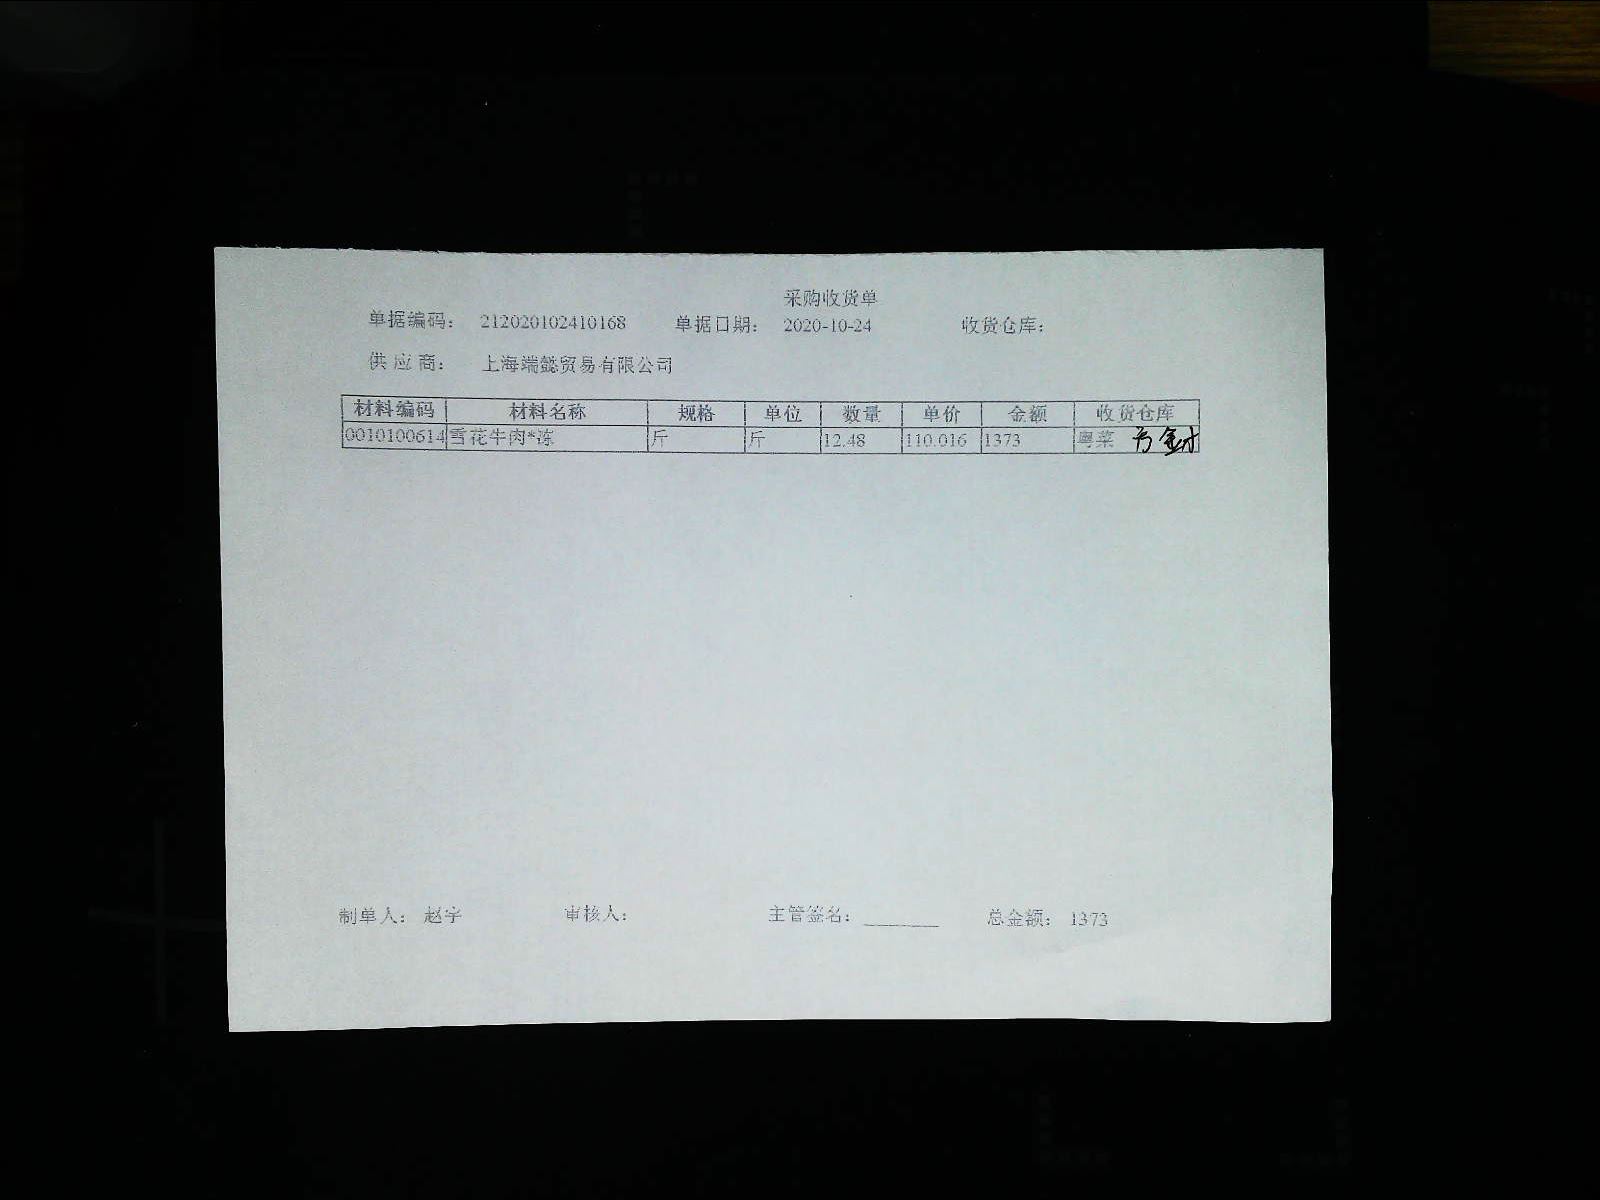 采购收货单
单据编码： 212020102410168 单据日期： 2020-10-24 收货仓库：
供应商： 上海端懿贸易有限公司
材料编码 材料名称 规格 单位 数量 单价 金额 收货仓库
0010100614 雪花牛肉*冻 斤 斤 12.48 110.016 1373 粤菜
制单人： 赵宇 审核人： 主管签名： ________ 总金额： 1373